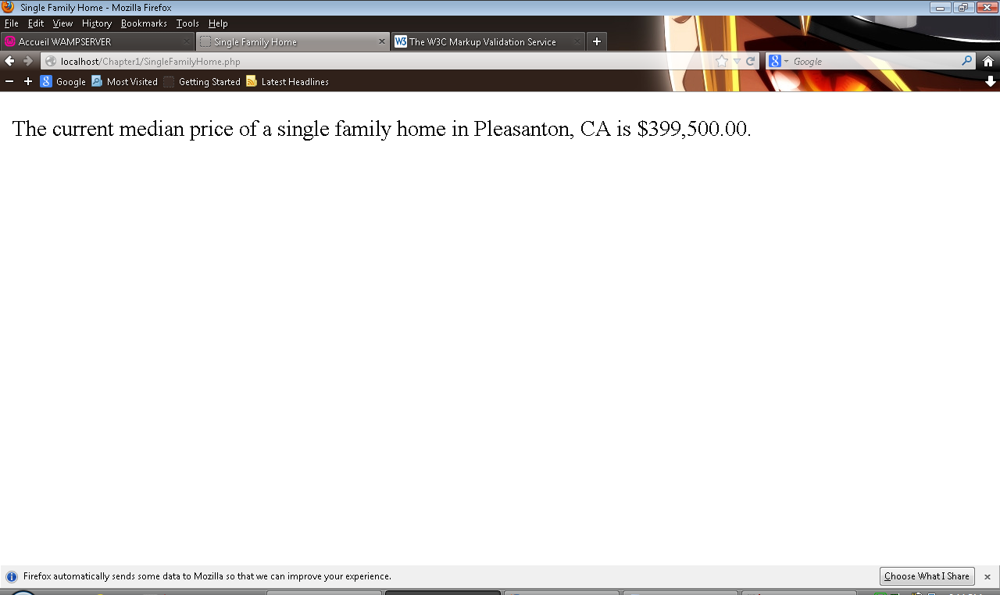 Single Family Home - Mozilla Firefox
File Edit View History Bookmarks Tools Help
Accueil WAMPSERVER Single Family Home W3 The W3C Markup Validation Service
localhost/Chapter1/SingleFamilyHome.php 8 Google
8 Google Most Visited Getting Started Latest Headlines
The current median price of a single family home in Pleasanton, CA is $399,500.00.
Firefox automatically sends some data to Mozilla so that we can improve your experience. Choose What I Share